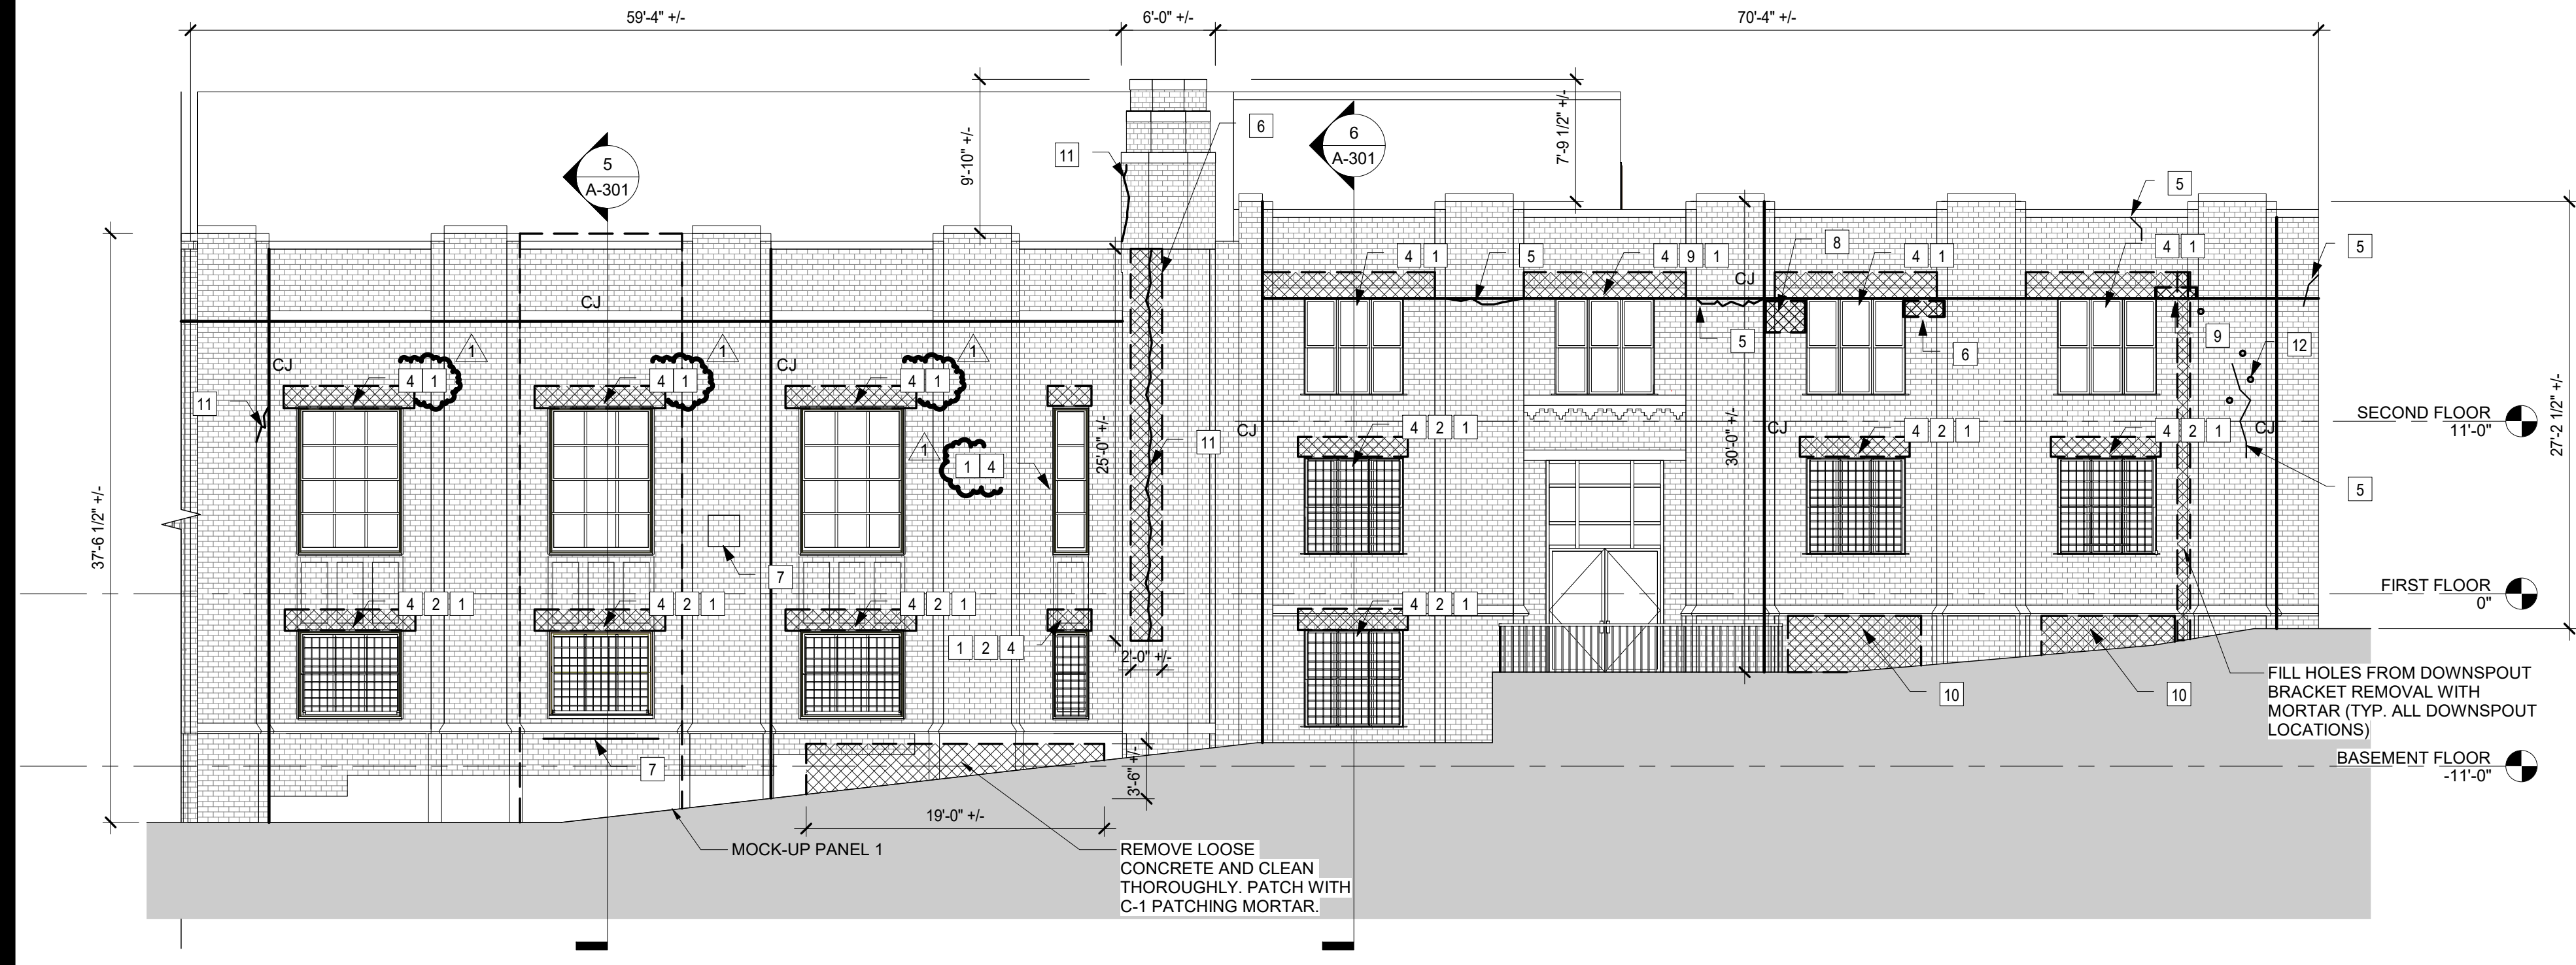 59'-4" +/-
6'-0" +/-
70'-4" +/-
9'-10" +/-
7'-9 1/2" +/-
6
11
5
A-301
6
A-301
5
4 1
5
4 9 1
CJ
8
4 1
4 1
5
CJ
5
6
9
12
1
1
1
CJ
CJ
4 1
4 1
4 1
11
37'-6 1/2" +/-
25'-0" +/-
30'-0" +/-
27'-2 1/2" +/-
SECOND FLOOR
11'-0"
CJ
4 2 1
CJ
4 2 1
4 2 1
CJ
1
1 4
11
5
7
FIRST FLOOR
0"
4 2 1
4 2 1
4 2 1
4 2 1
1 2 4
2'-0" +/-
10
10
FILL HOLES FROM DOWNSPOUT
BRACKET REMOVAL WITH
MORTAR (TYP. ALL DOWNSPOUT
LOCATIONS)
7
3'-6" +/-
BASEMENT FLOOR
-11'-0"
19'-0" +/-
MOCK-UP PANEL 1
REMOVE LOOSE
CONCRETE AND CLEAN
THOROUGHLY. PATCH WITH
C-1 PATCHING MORTAR.